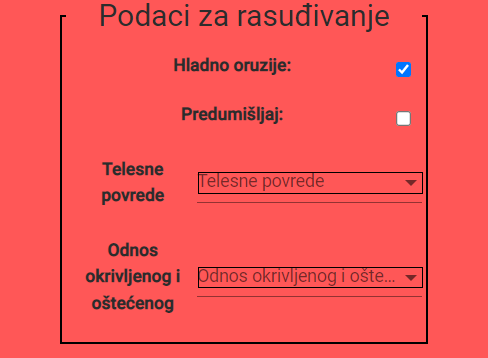 Podaci za rasuđivanje
Hladno oruzije:
Predumišljaj:
Telesne
povrede
Telesne povrede
Odnos
okrivljenog i
oštećenog
Odnos okrivljenog i ošte...